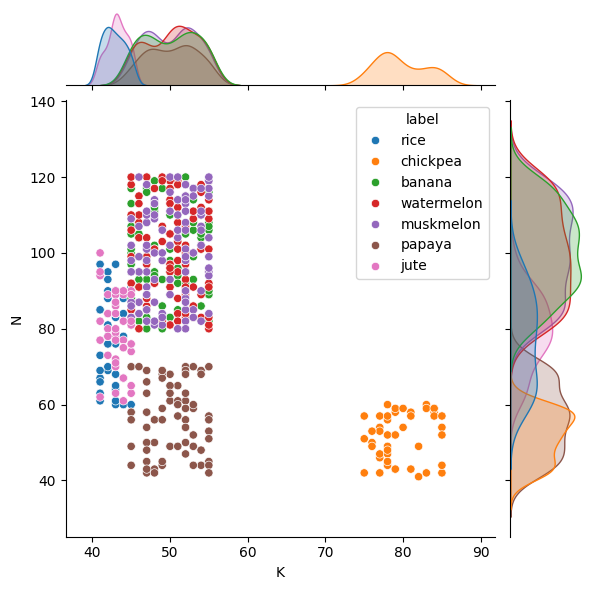 140
120
100
80
60
40
N
40
50
60
70
80
90
K
label
rice
chickpea
banana
watermelon
muskmelon
papaya
jute